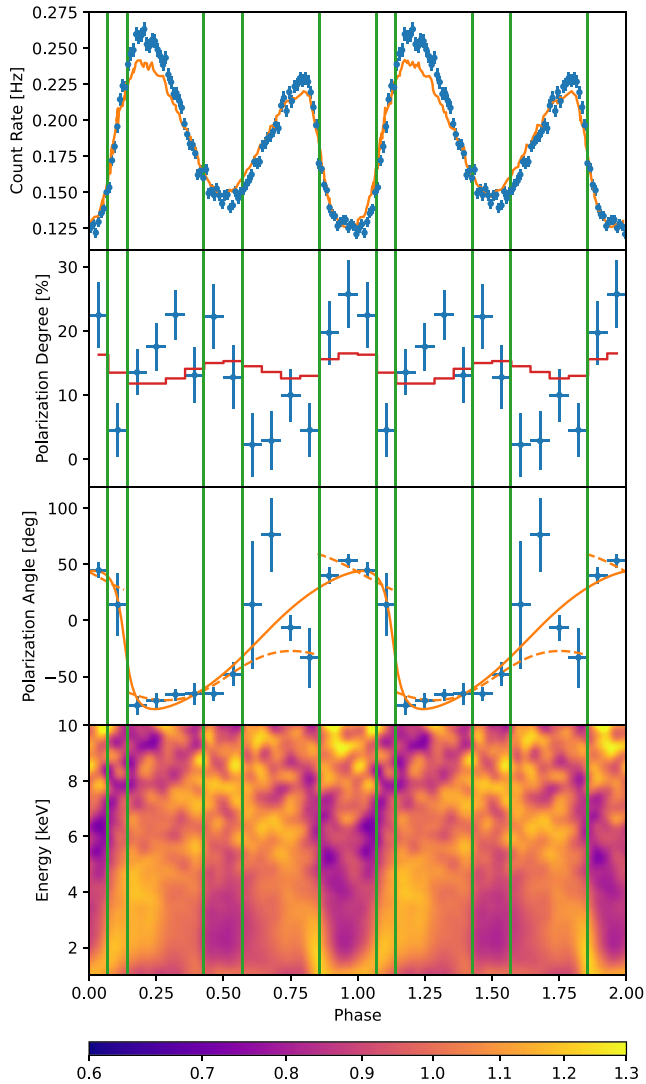 0.275
0.250
0.225
0.200
0.175
0.150
0.125
Count Rate [Hz]
30
20
10
0
Polarization Degree [%]
100
50
0
−50
Polarization Angle [deg]
10
8
6
4
2
Energy [keV]
0.00 0.25 0.50 0.75 1.00 1.25 1.50 1.75 2.00
Phase
0.6 0.7 0.8 0.9 1.0 1.1 1.2 1.3